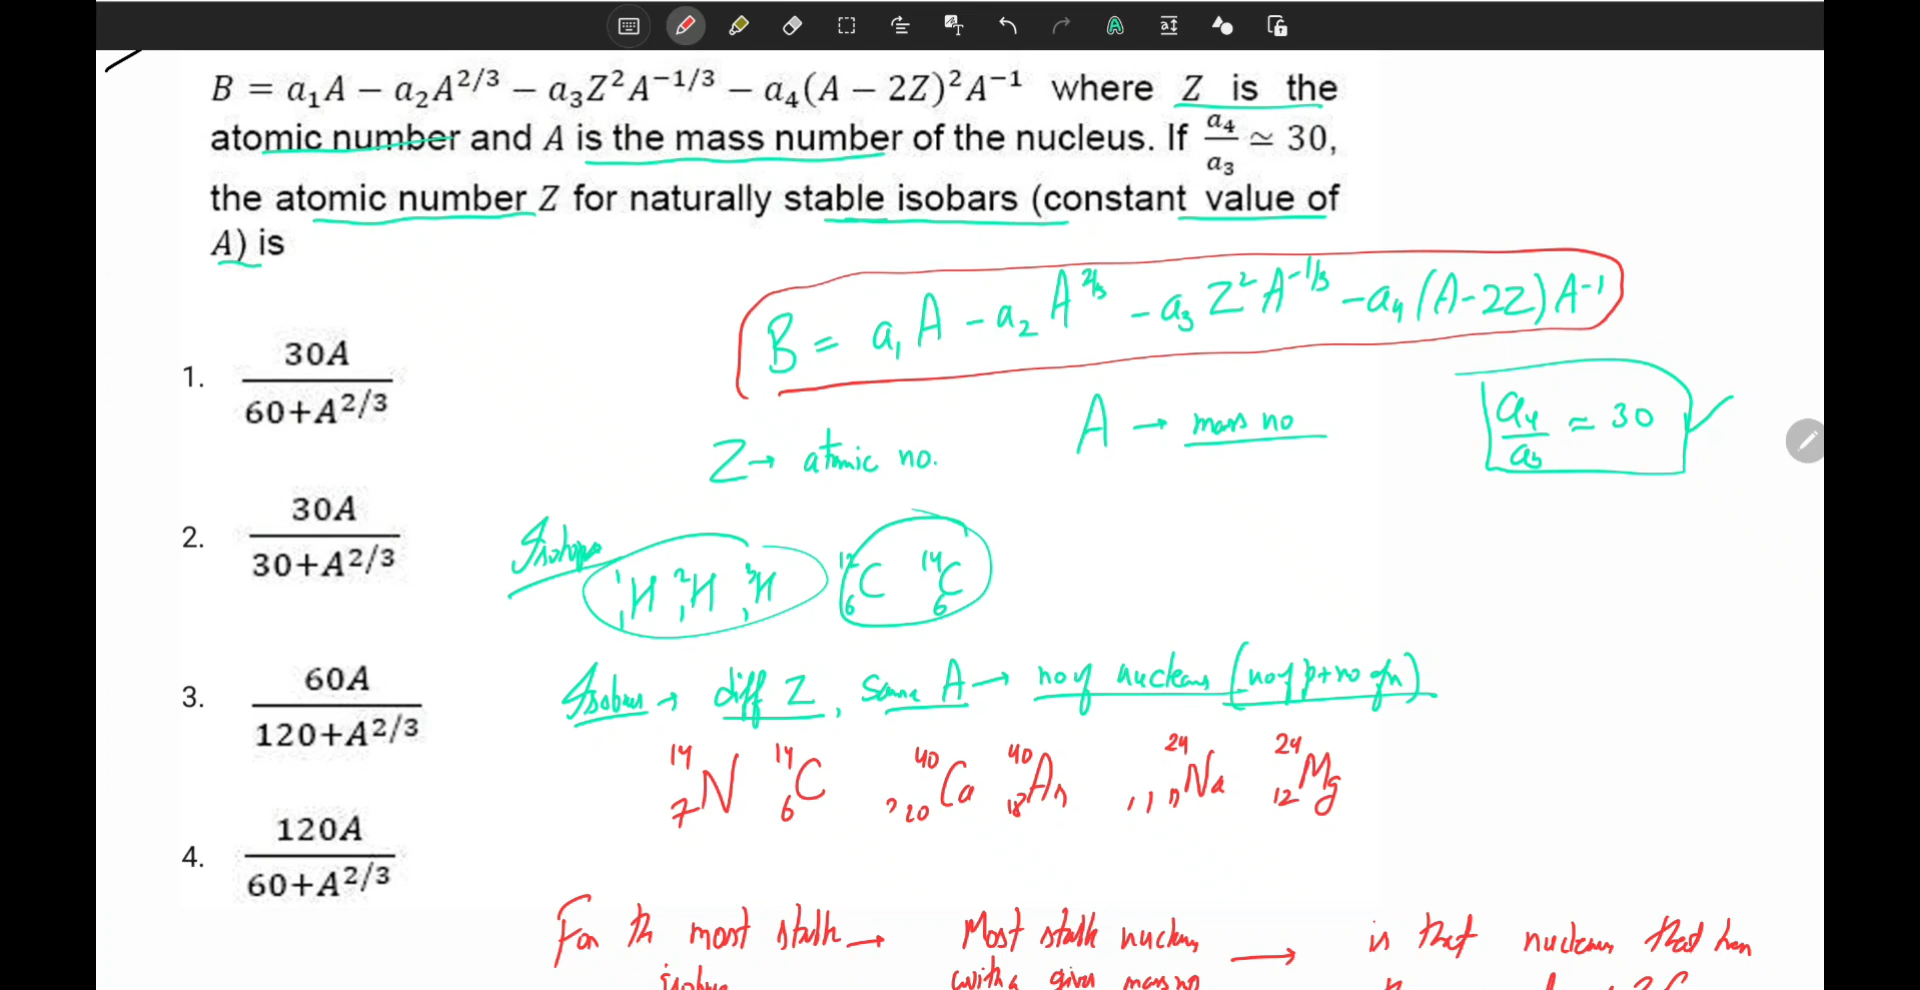 B = a₁A − a₂A^2/3 − a₃Z²A^−1/3 − a₄(A − 2Z)²A^−1 where Z is the
atomic number and A is the mass number of the nucleus. If a₄/a₃ ≃ 30,
the atomic number Z for naturally stable isobars (constant value of
A) is
B = a₁A − a₂A^2/3 − a₃Z²A^−1/3 − a₄(A−2Z)A^−1
1. 30A/(60+A^2/3)
Z → atomic no.
A → mass no
a₄/a₃ ≈ 30
2. 30A/(30+A^2/3)
Isotopes
¹₁H ²₁H ³₁H ¹²₆C ¹⁴₆C
3. 60A/(120+A^2/3)
Isobars → diff Z, same A → no of nucleons (no of p + no of n)
¹⁴₇N ¹⁴₆C ⁴⁰₂₀Ca ⁴⁰₁₈Ar ²⁴₁₁Na ²⁴₁₂Mg
4. 120A/(60+A^2/3)
For the most stable → Most stable nucleus → is that nucleus that has
isobar with a given mass no